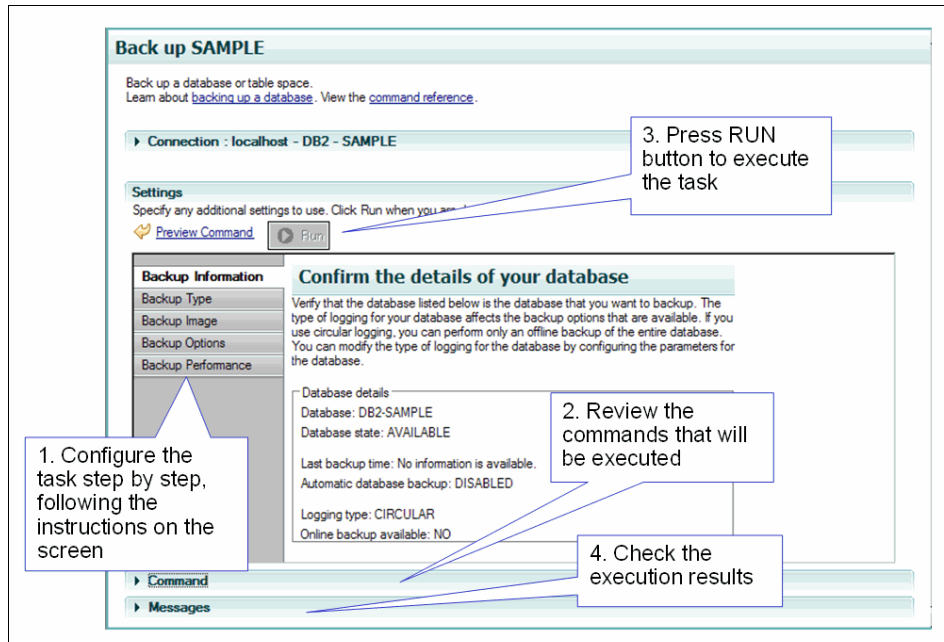 Back up SAMPLE
Back up a database or table space.
Learn about backing up a database. View the command reference.
Connection : localhost - DB2 - SAMPLE
3. Press RUN
button to execute
the task
Settings
Specify any additional settings to use. Click Run when you are
Preview Command
Run
Backup Information
Backup Type
Backup Image
Backup Options
Backup Performance
Confirm the details of your database
Verify that the database listed below is the database that you want to backup. The
type of logging for your database affects the backup options that are available. If you
use circular logging, you can perform only an offline backup of the entire database.
You can modify the type of logging for the database by configuring the parameters for
the database.
Database details
Database: DB2-SAMPLE
Database state: AVAILABLE
Last backup time: No information is available.
Automatic database backup: DISABLED
Logging type: CIRCULAR
Online backup available: NO
2. Review the
commands that will
be executed
1. Configure the
task step by step,
following the
instructions on the
screen
4. Check the
execution results
Command
Messages